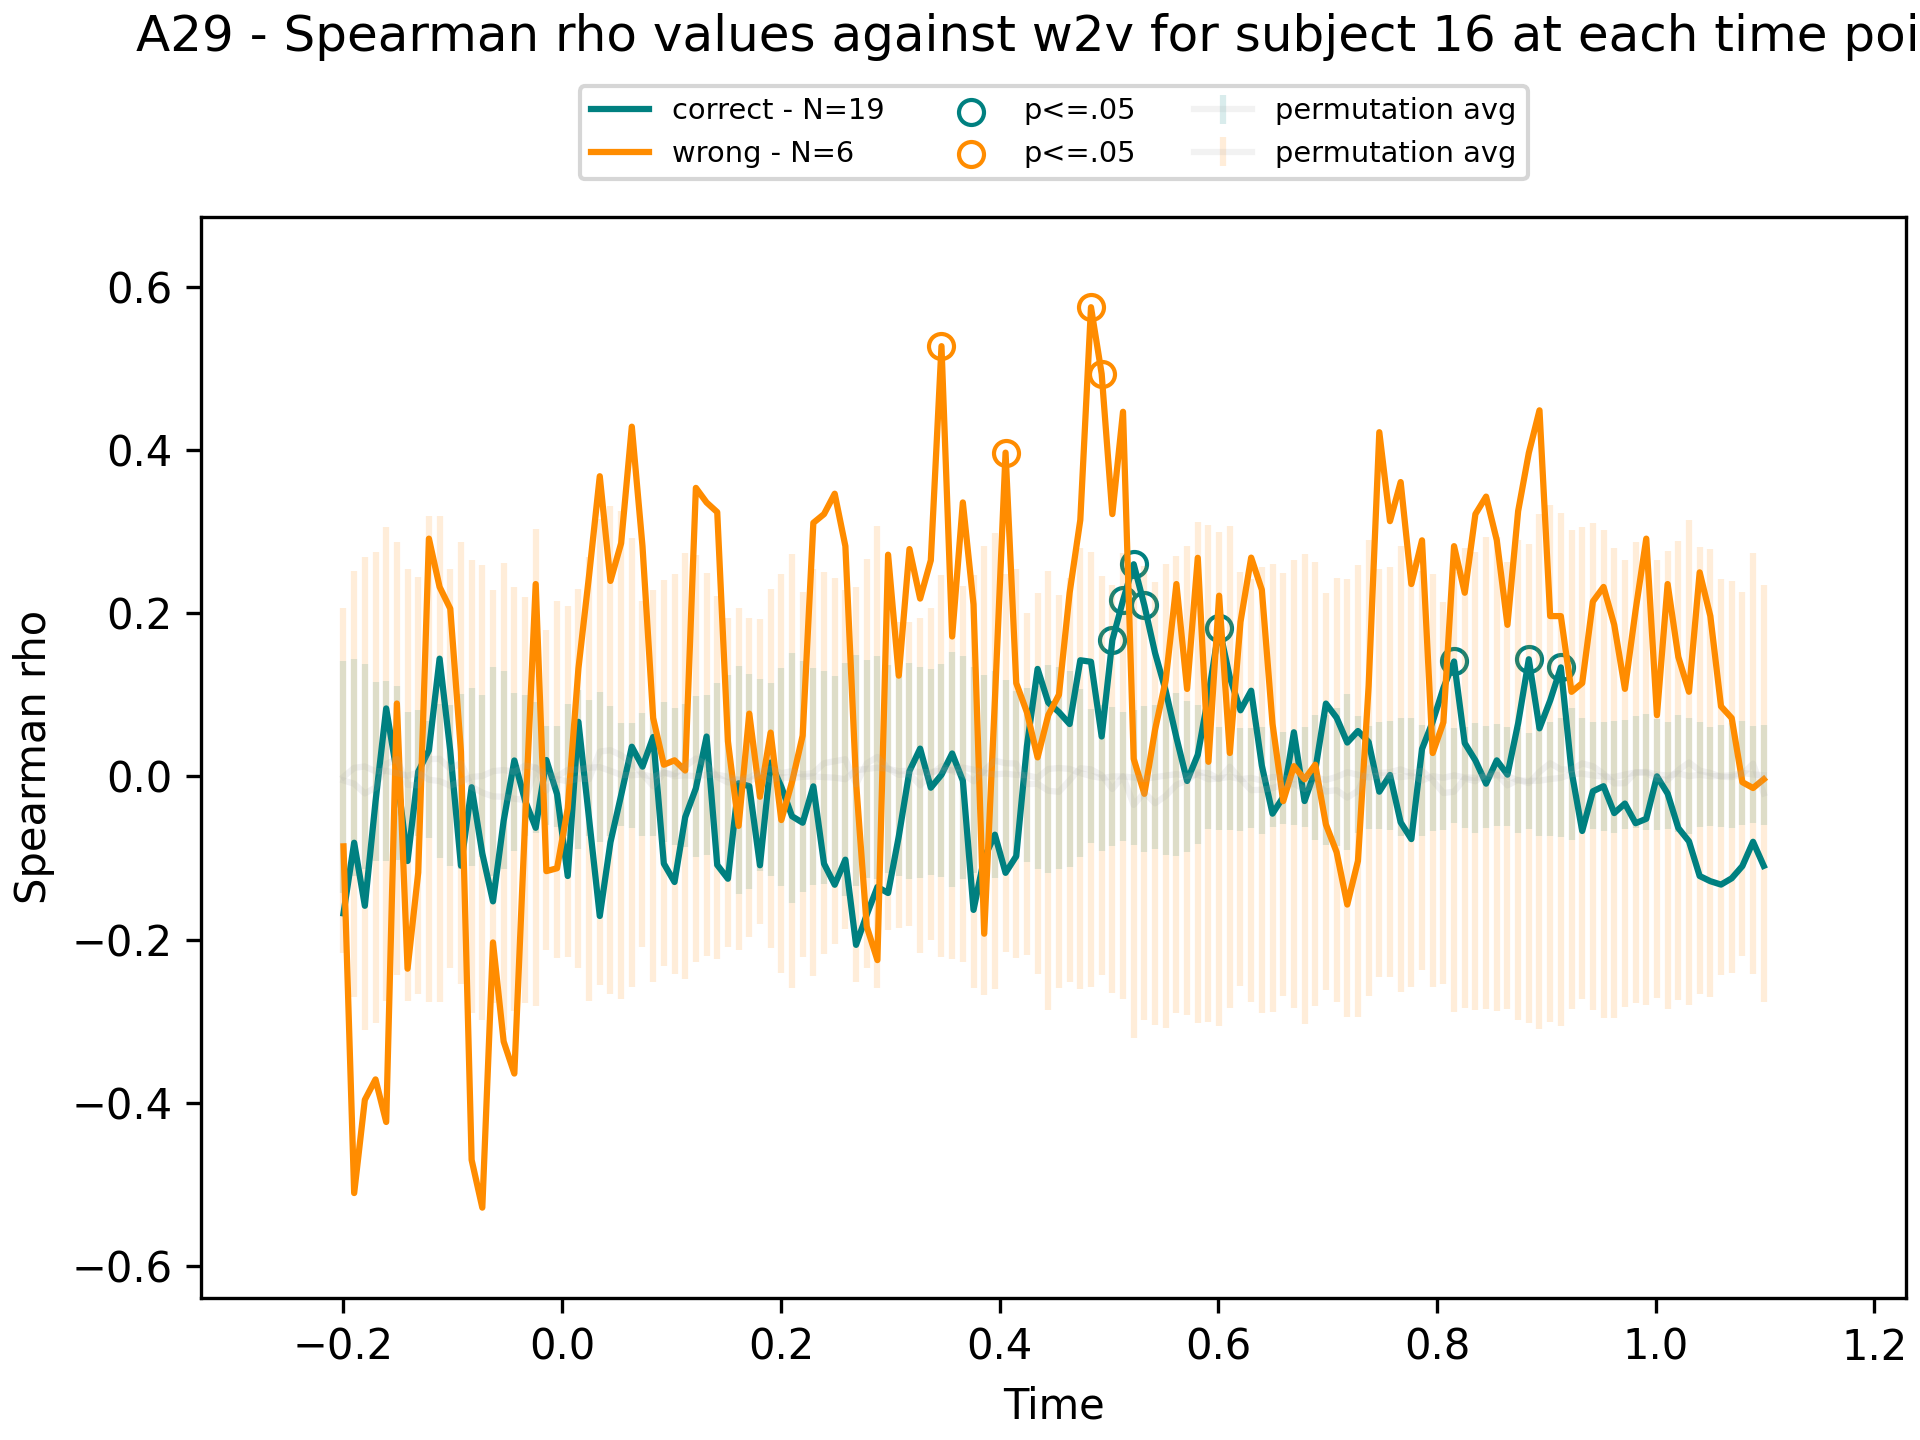 A29 - Spearman rho values against w2v for subject 16 at each time poi
correct - N=19
wrong - N=6
p<=.05
p<=.05
permutation avg
permutation avg
Spearman rho
0.6
0.4
0.2
0.0
−0.2
−0.4
−0.6
−0.2
0.0
0.2
0.4
0.6
0.8
1.0
1.2
Time